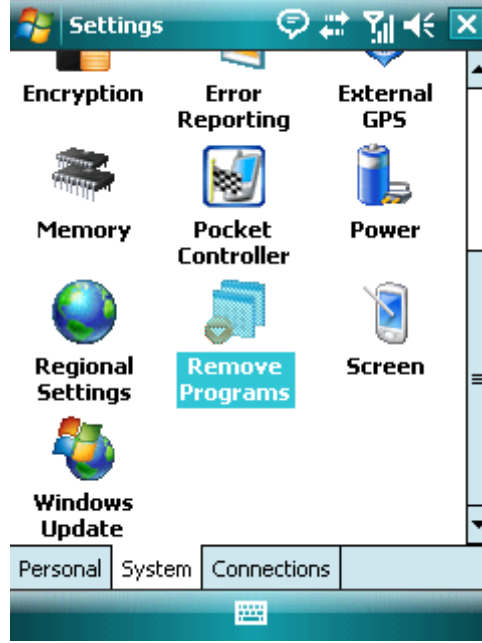 Settings
Encryption
Error
Reporting
External
GPS
Memory
Pocket
Controller
Power
Regional
Settings
Remove
Programs
Screen
Windows
Update
Personal System Connections